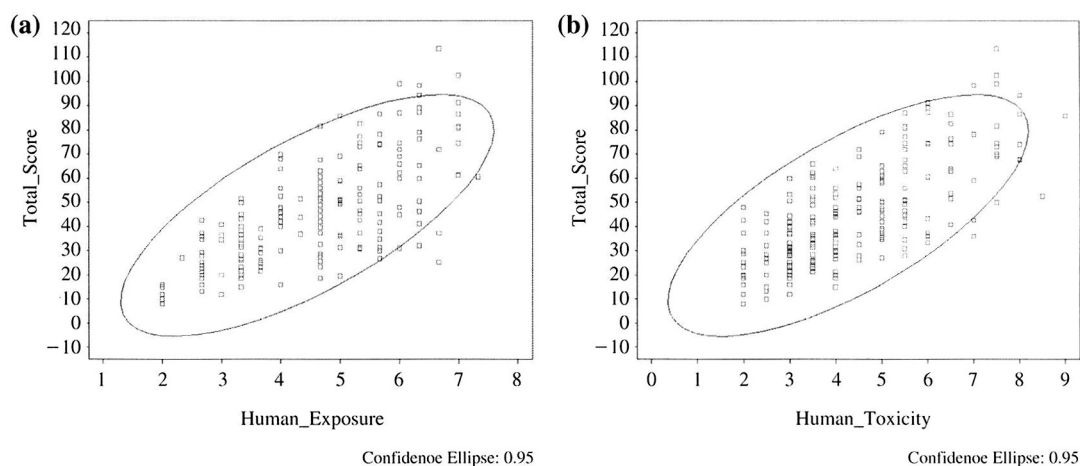 (a)
120
110
100
90
80
70
60
50
40
30
20
10
0
−10
Total_Score
1 2 3 4 5 6 7 8
Human_Exposure
Confidenoe Ellipse: 0.95
(b)
120
110
100
90
80
70
60
50
40
30
20
10
0
−10
Total_Score
0 1 2 3 4 5 6 7 8 9
Human_Toxicity
Confidenoe Ellipse: 0.95